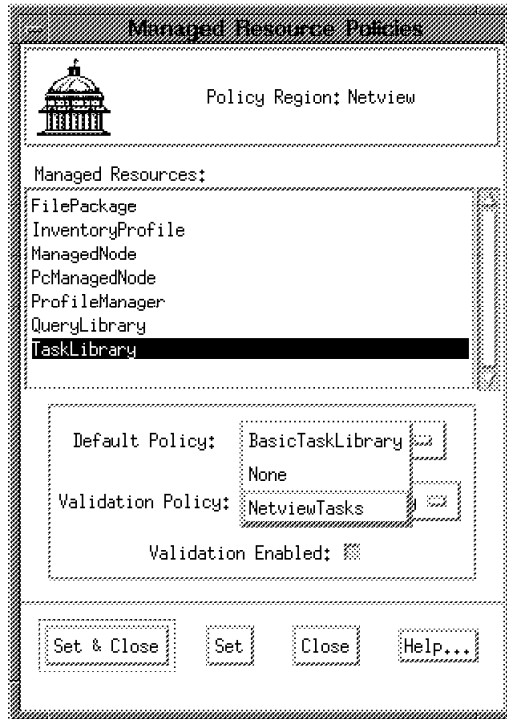 Managed Resource Policies
Policy Region: Netview
Managed Resources:
FilePackage
InventoryProfile
ManagedNode
PcManagedNode
ProfileManager
QueryLibrary
TaskLibrary
Default Policy:
BasicTaskLibrary
None
Validation Policy:
NetviewTasks
Validation Enabled:
Set & Close
Set
Close
Help...